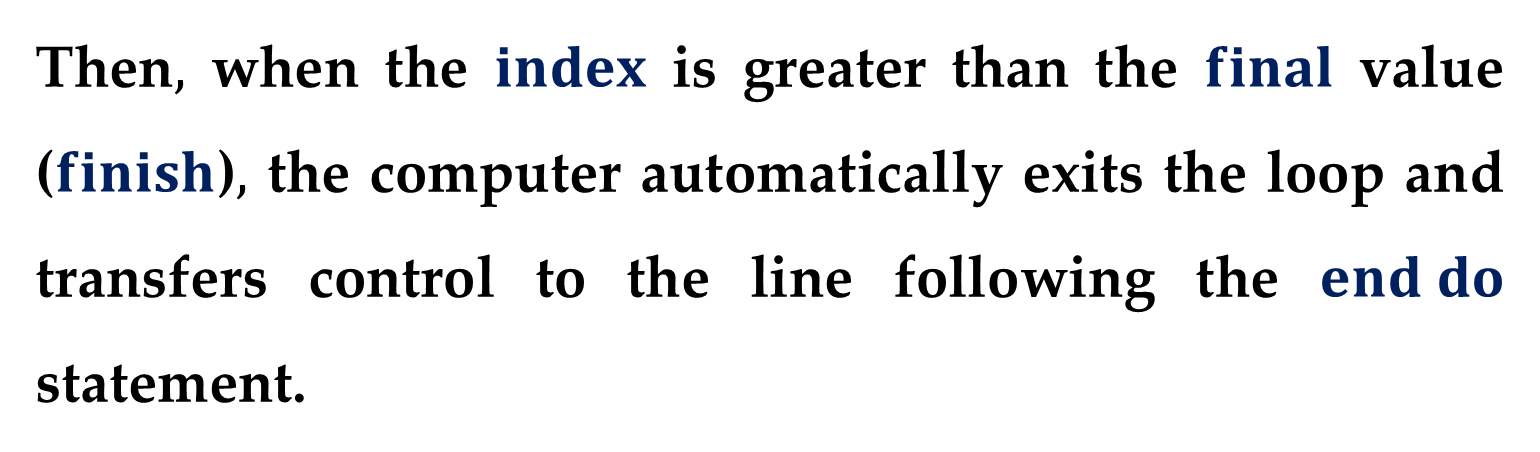 Then, when the index is greater than the final value
(finish), the computer automatically exits the loop and
transfers control to the line following the end do
statement.